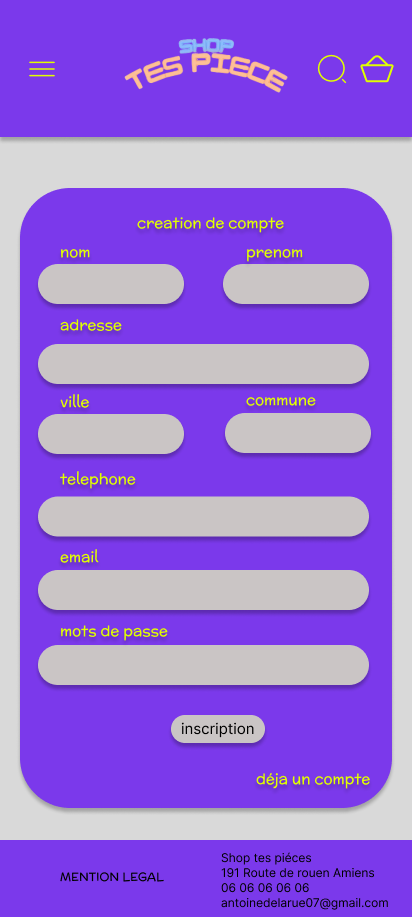 SHOP
TES PIECE
creation de compte
nom prenom
adresse
ville commune
telephone
email
mots de passe
inscription
déja un compte
MENTION LEGAL
Shop tes piéces
191 Route de rouen Amiens
06 06 06 06 06
antoinedelarue07@gmail.com